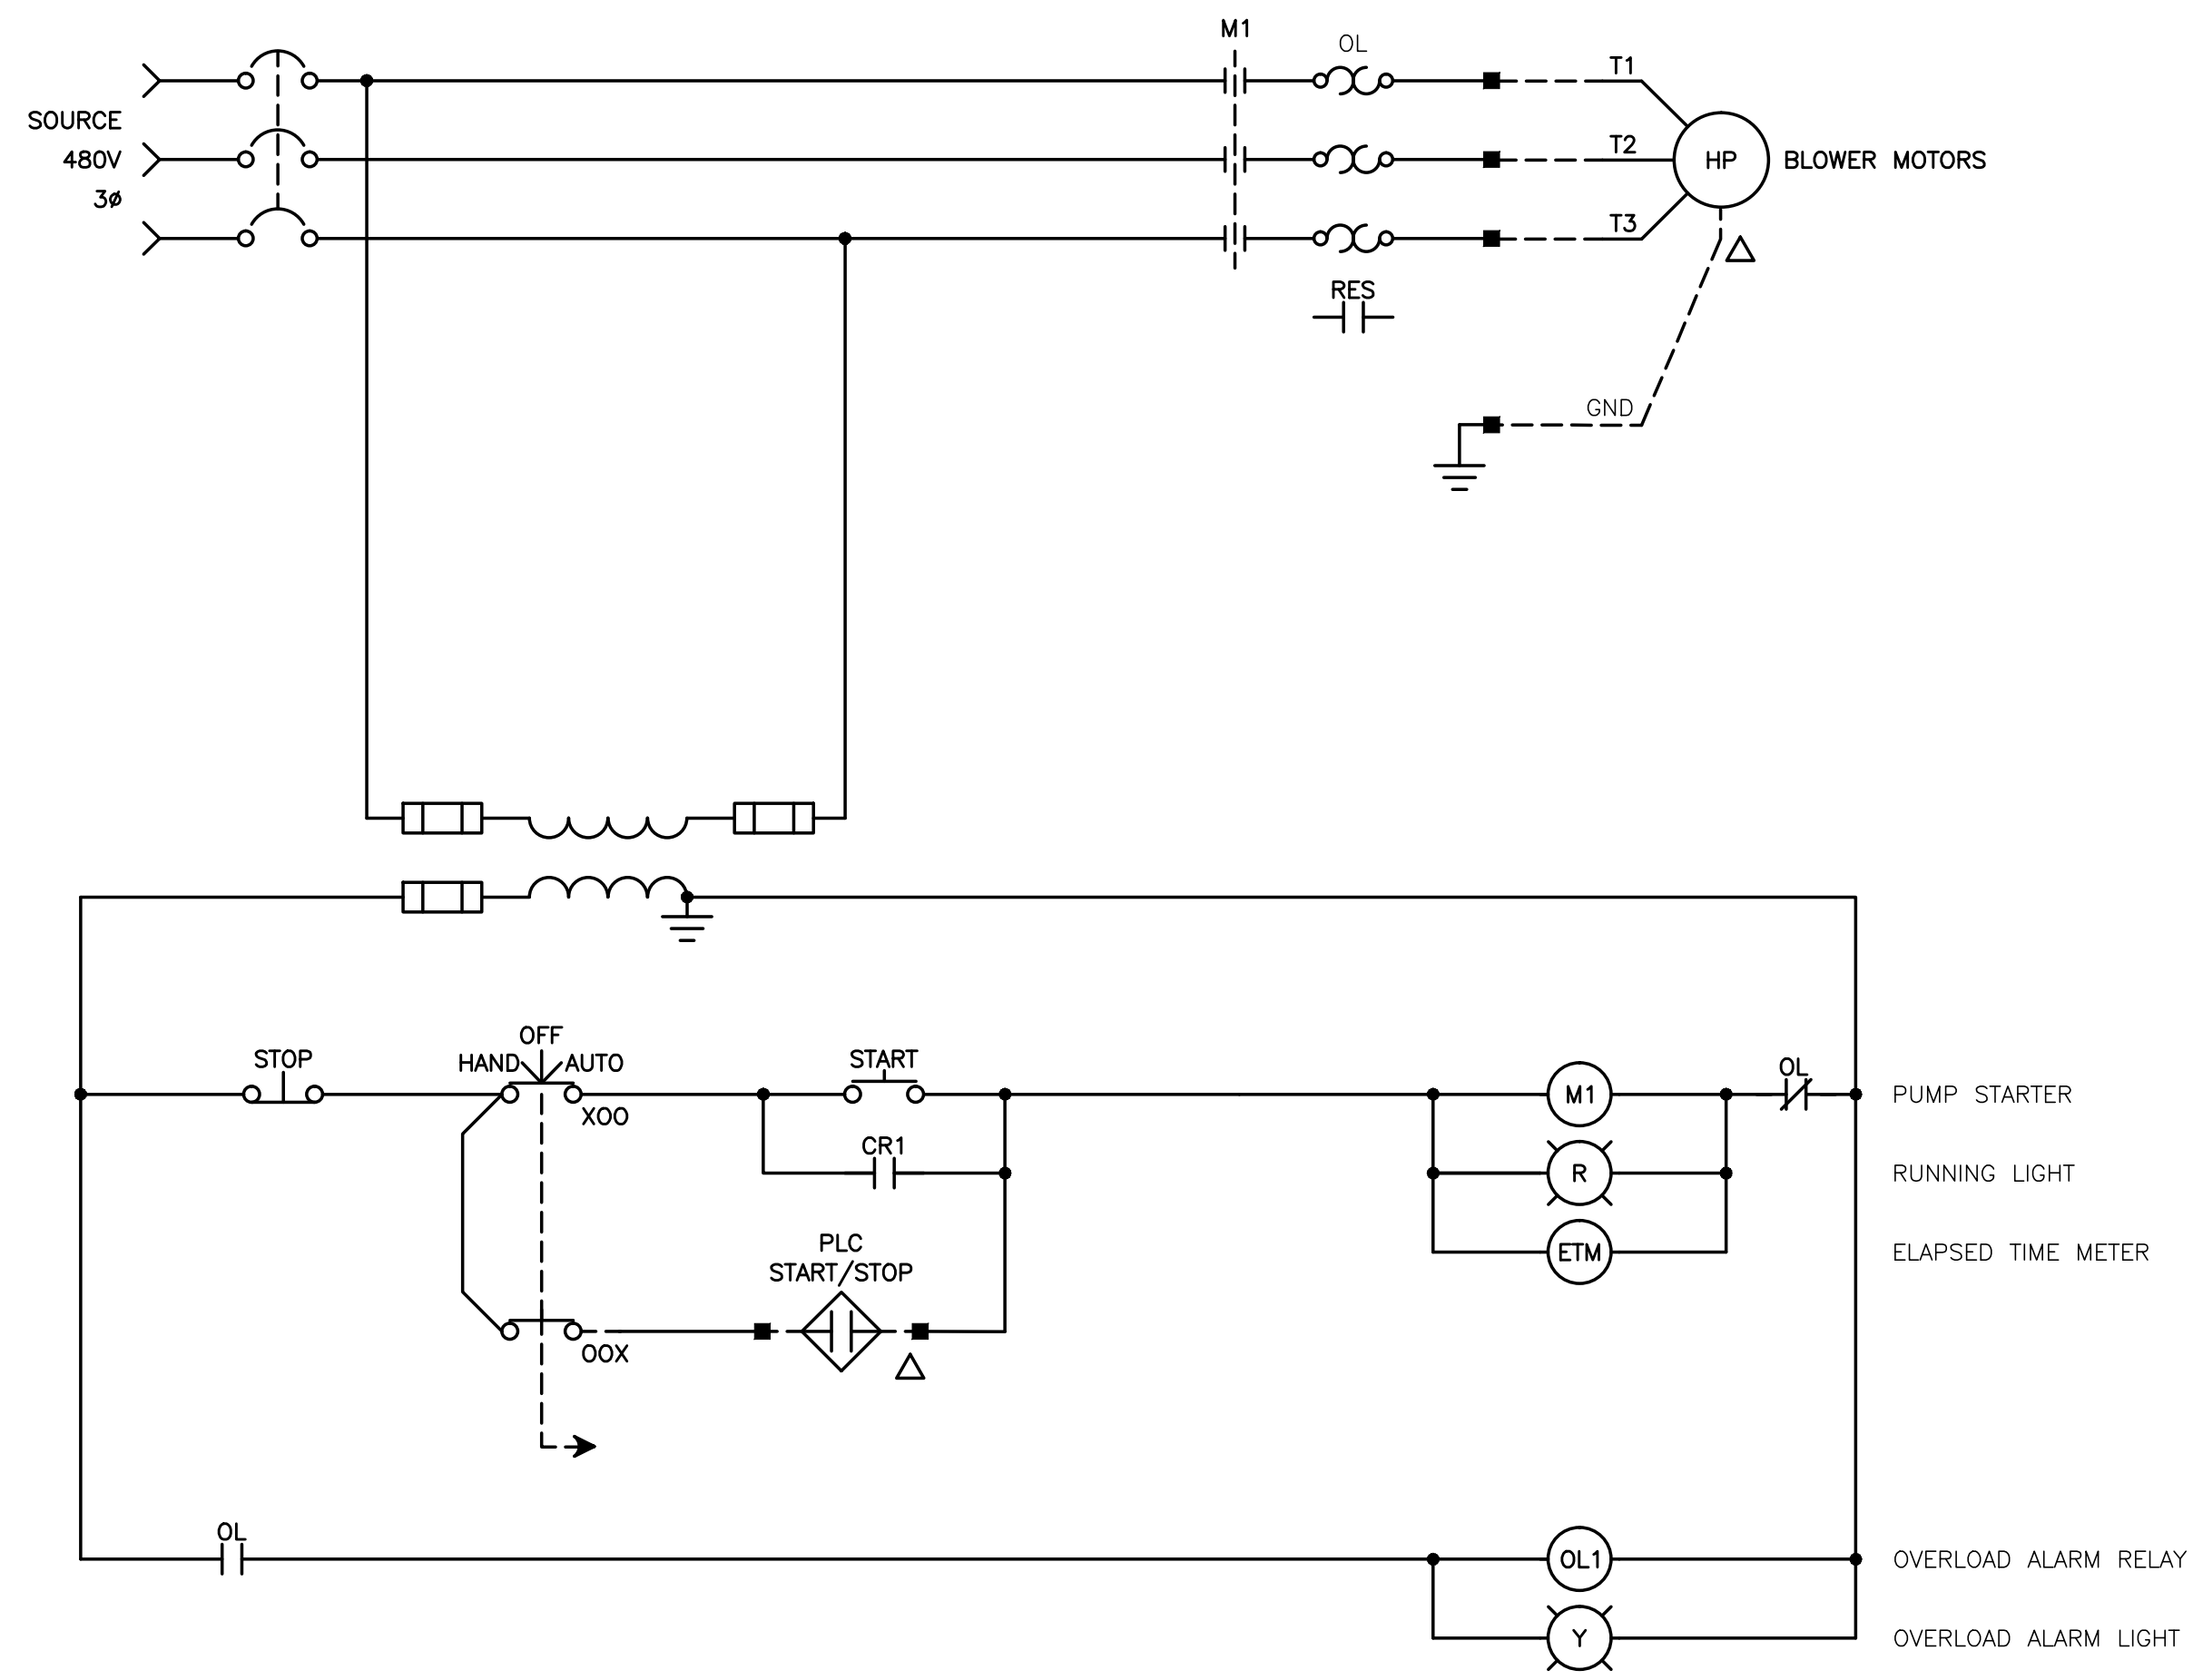 M1
OL
T1
SOURCE
480V
3ø
T2
HP
BLOWER MOTORS
T3
RES
GND
OFF
HAND
AUTO
STOP
XOO
START
CR1
PLC
START/STOP
OOX
M1
OL
PUMP STARTER
R
RUNNING LIGHT
ETM
ELAPSED TIME METER
OL
OL1
OVERLOAD ALARM RELAY
Y
OVERLOAD ALARM LIGHT